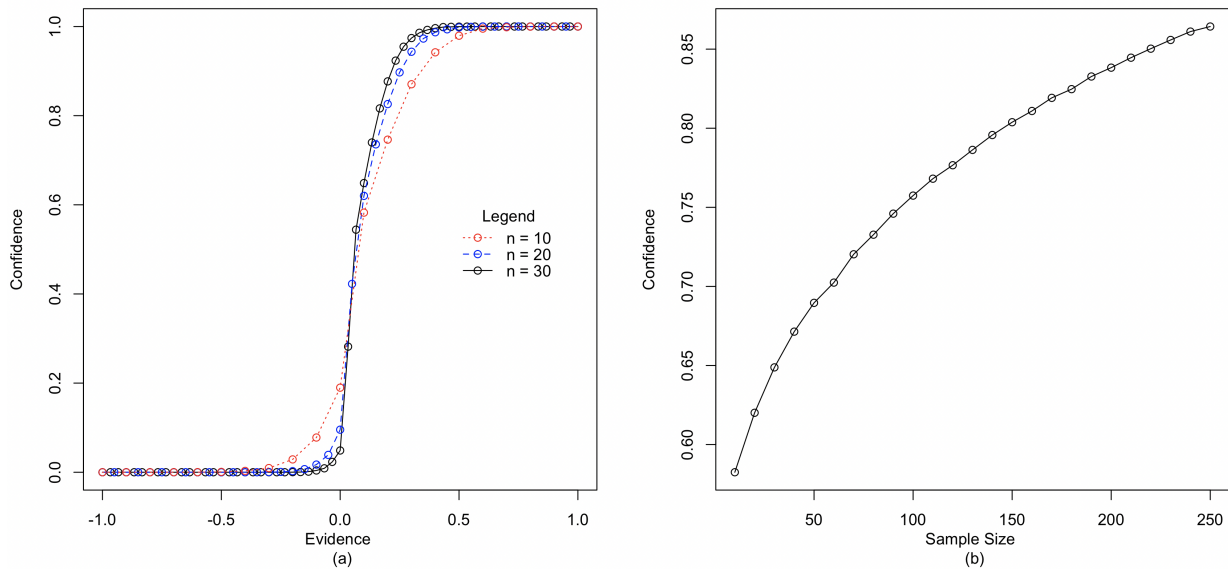 Confidence
1.0
0.8
0.6
0.4
0.2
0.0
Legend
n = 10
n = 20
n = 30
-1.0 -0.5 0.0 0.5 1.0
Evidence
(a)
Confidence
0.85
0.80
0.75
0.70
0.65
0.60
50 100 150 200 250
Sample Size
(b)